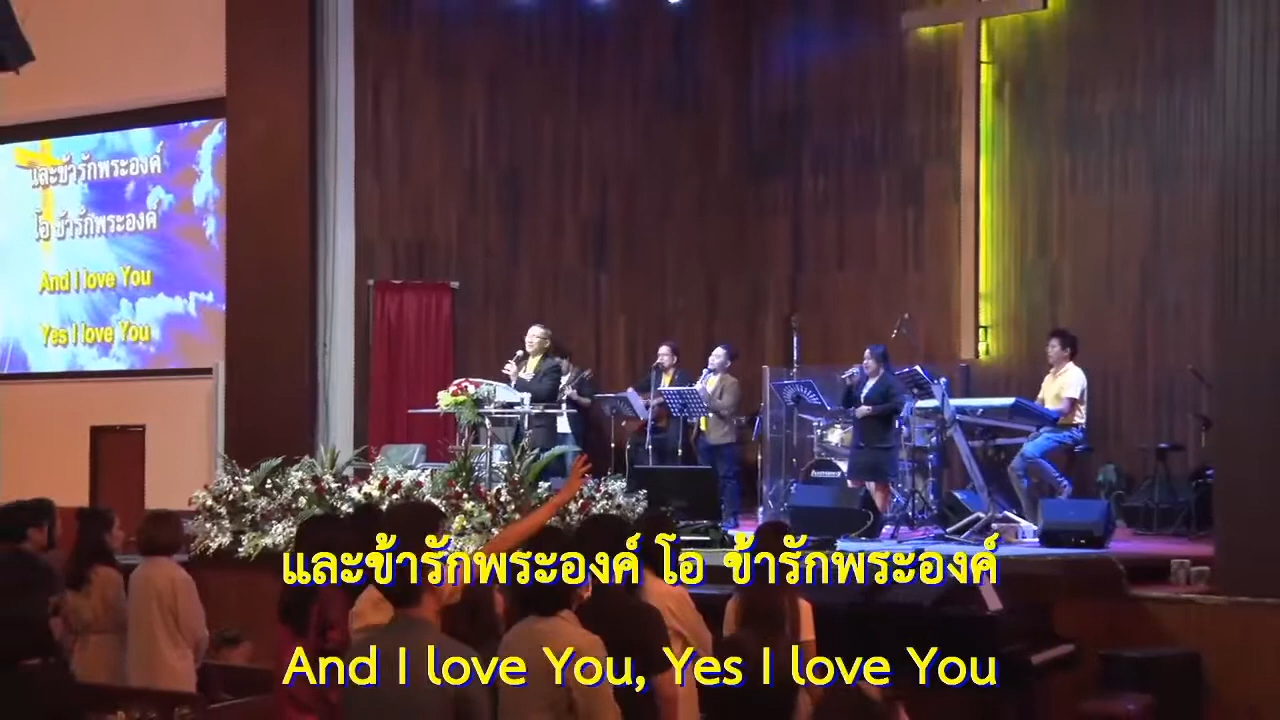 และข้ารักพระองค์
โอ ข้ารักพระองค์
And I love You
Yes I love You
และข้ารักพระองค์ โอ ข้ารักพระองค์
And I love You, Yes I love You